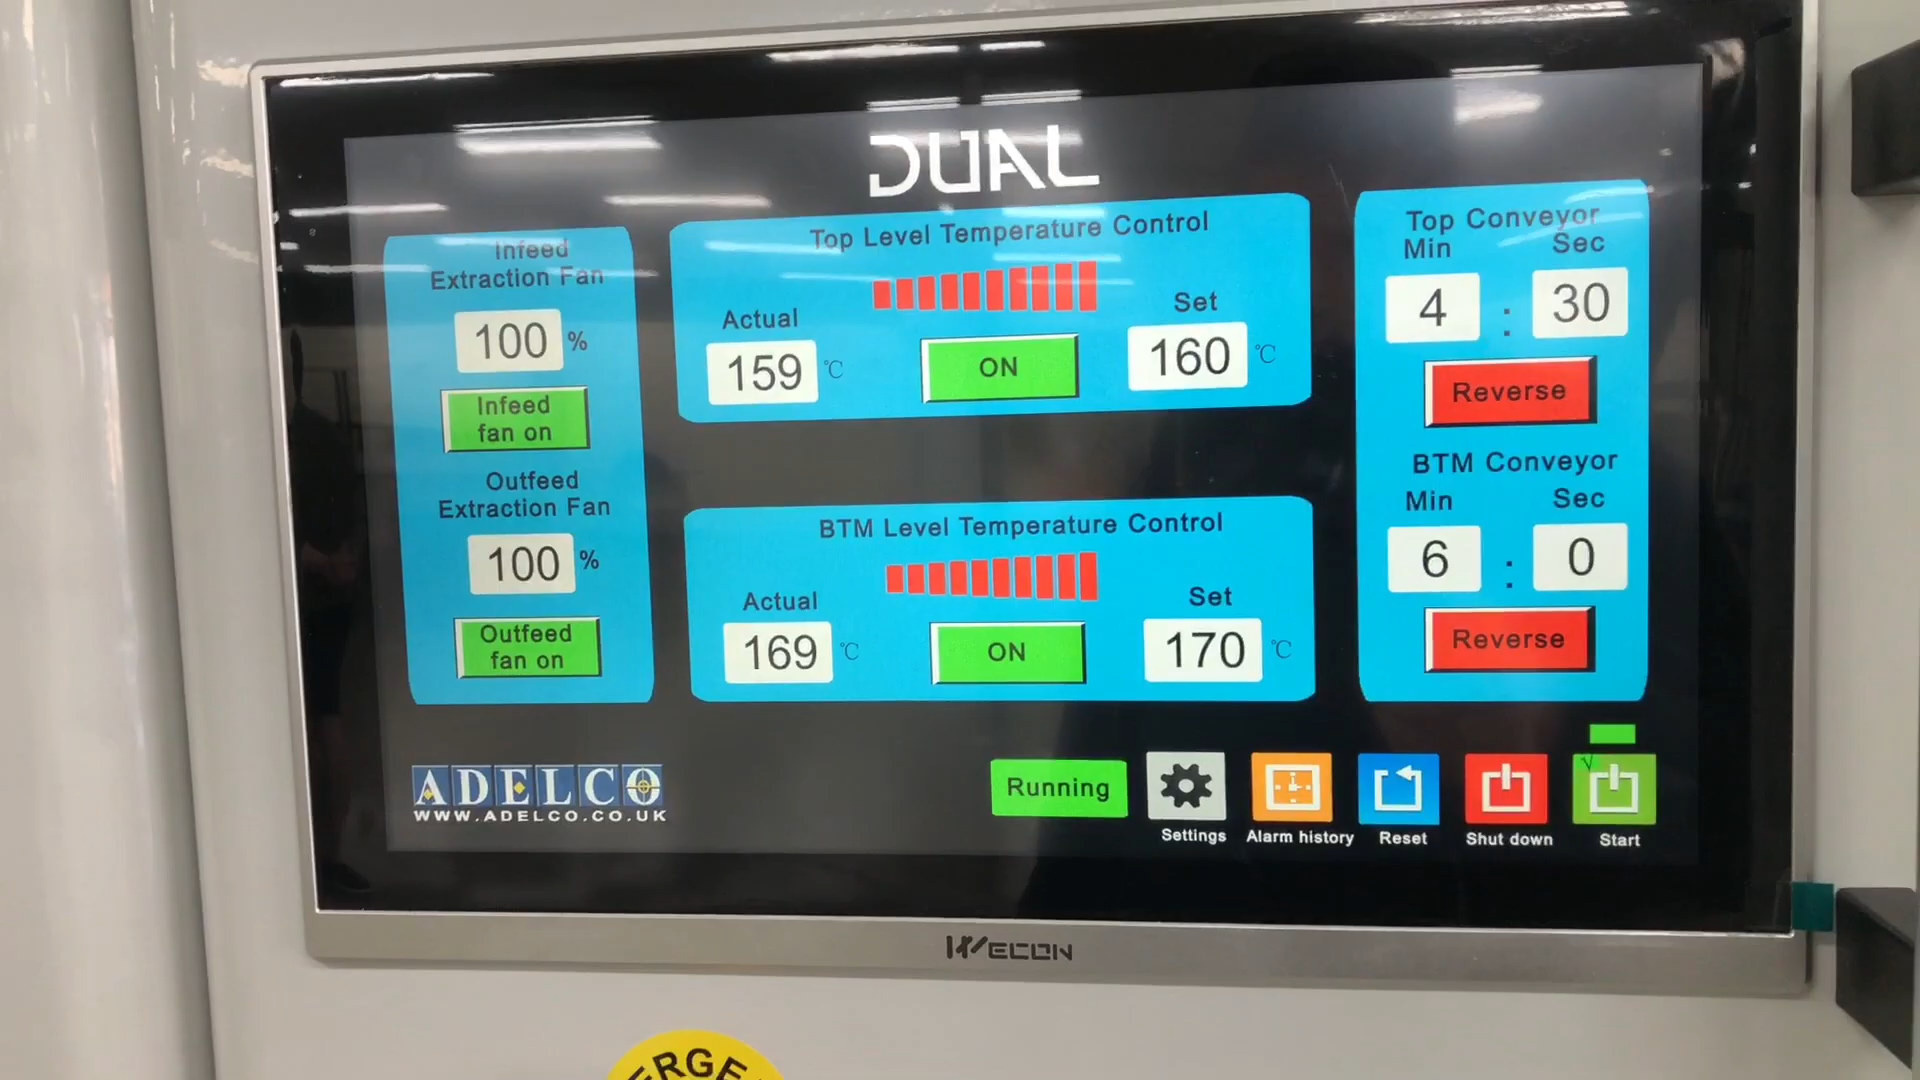 DUAL
Infeed
Extraction Fan
100 %
Infeed
fan on
Outfeed
Extraction Fan
100 %
Outfeed
fan on
Top Level Temperature Control
Actual
Set
159 ℃
ON
160 ℃
BTM Level Temperature Control
Actual
Set
169 ℃
ON
170 ℃
Top Conveyor
Min Sec
4 : 30
Reverse
BTM Conveyor
Min Sec
6 : 0
Reverse
ADELCO
WWW.ADELCO.CO.UK
Running
Settings
Alarm history
Reset
Shut down
Start
WECON